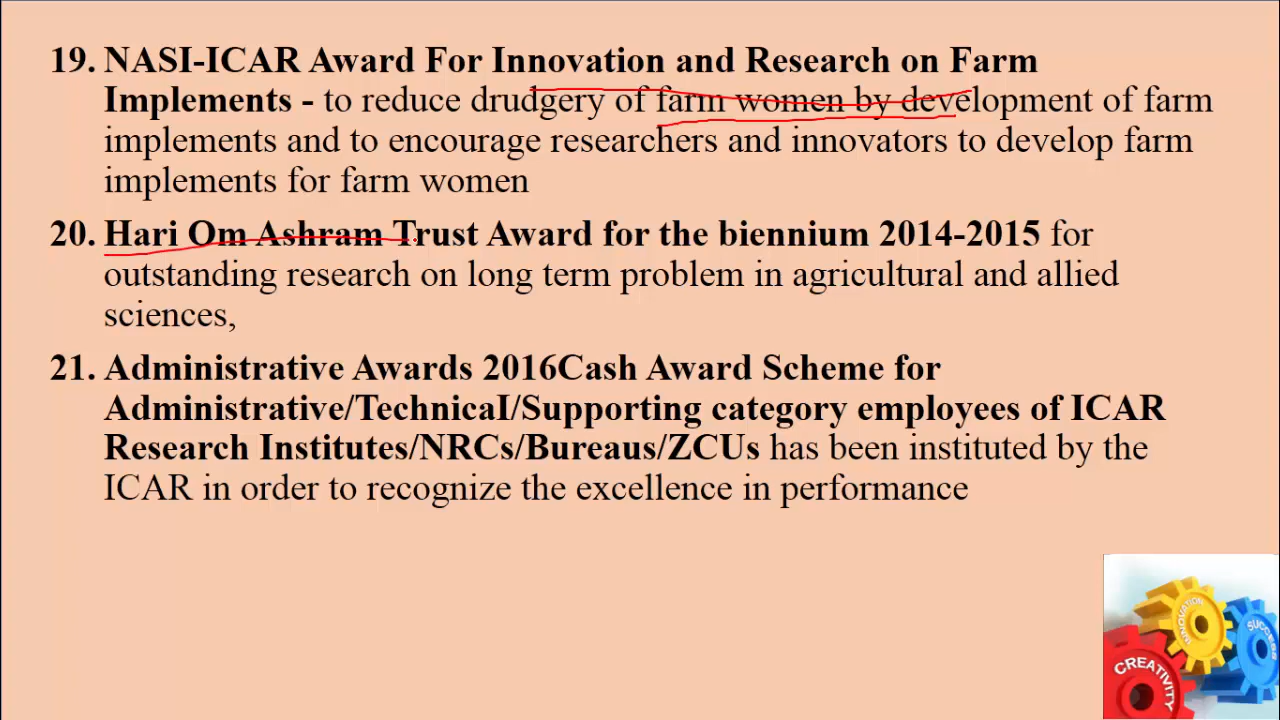 19. NASI-ICAR Award For Innovation and Research on Farm
Implements - to reduce drudgery of farm women by development of farm
implements and to encourage researchers and innovators to develop farm
implements for farm women
20. Hari Om Ashram Trust Award for the biennium 2014-2015 for
outstanding research on long term problem in agricultural and allied
sciences,
21. Administrative Awards 2016Cash Award Scheme for
Administrative/TechnicaI/Supporting category employees of ICAR
Research Institutes/NRCs/Bureaus/ZCUs has been instituted by the
ICAR in order to recognize the excellence in performance
INNOVATION
SUCCESS
CREATIVITY